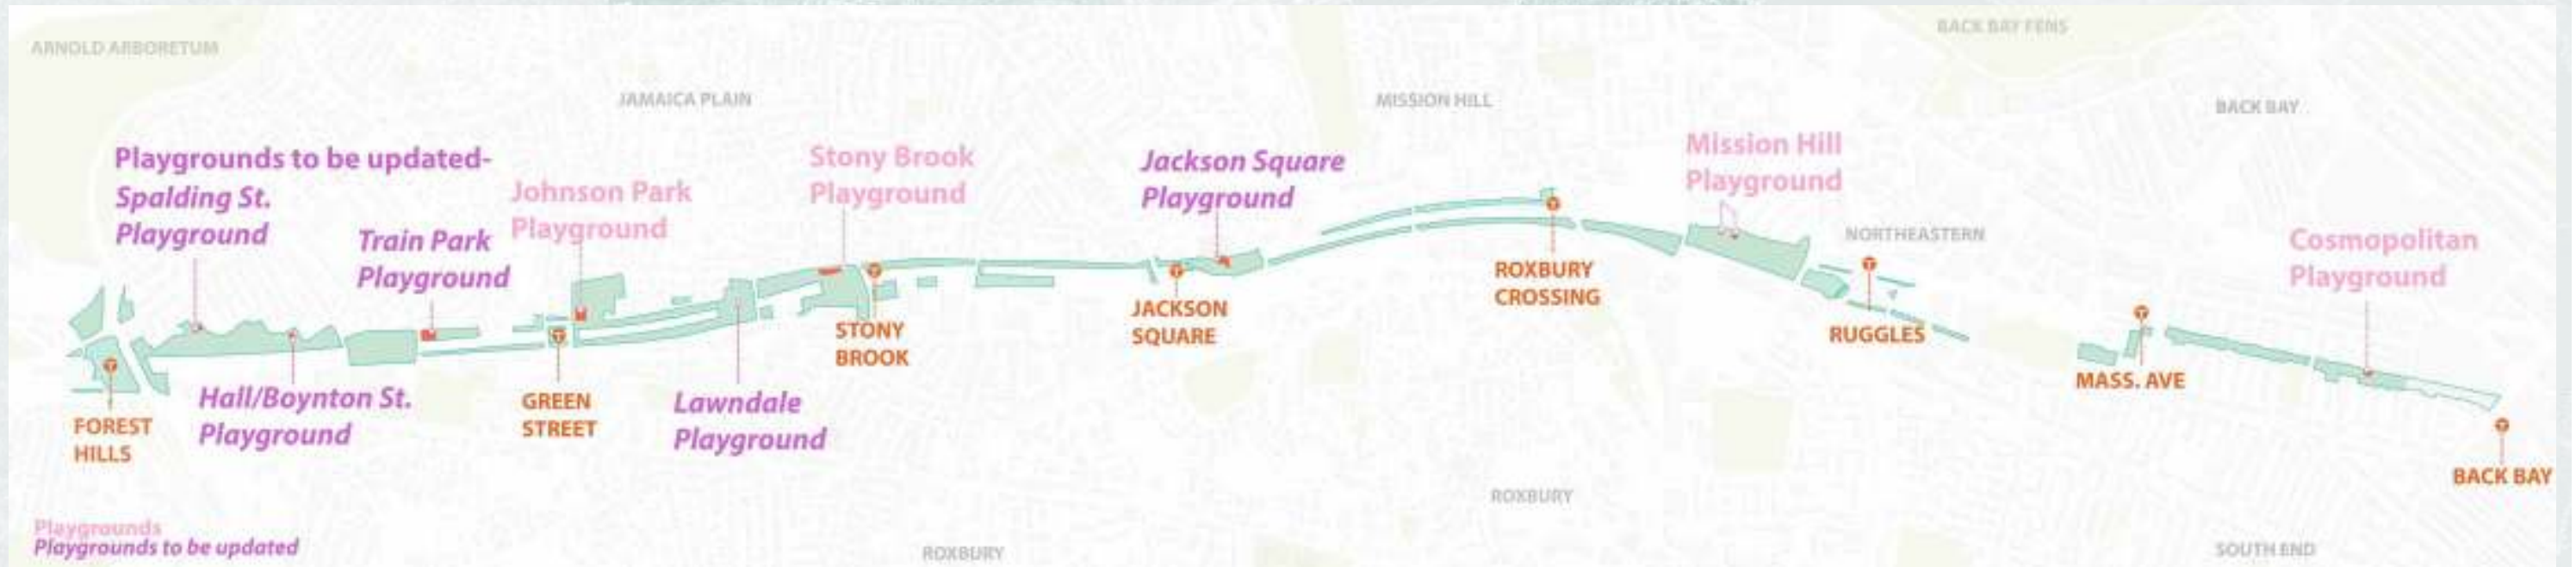 ARNOLD ARBORETUM
BACK BAY FENS
JAMAICA PLAIN
MISSION HILL
BACK BAY
Playgrounds to be updated-
Spalding St.
Playground
Train Park
Playground
Johnson Park
Playground
Stony Brook
Playground
Jackson Square
Playground
Mission Hill
Playground
NORTHEASTERN
Cosmopolitan
Playground
FOREST
HILLS
Hall/Boynton St.
Playground
GREEN
STREET
Lawndale
Playground
STONY
BROOK
JACKSON
SQUARE
ROXBURY
CROSSING
RUGGLES
MASS. AVE
BACK BAY
ROXBURY
Playgrounds
Playgrounds to be updated
ROXBURY
SOUTH END
T
T
T
T
T
T
T
T
T